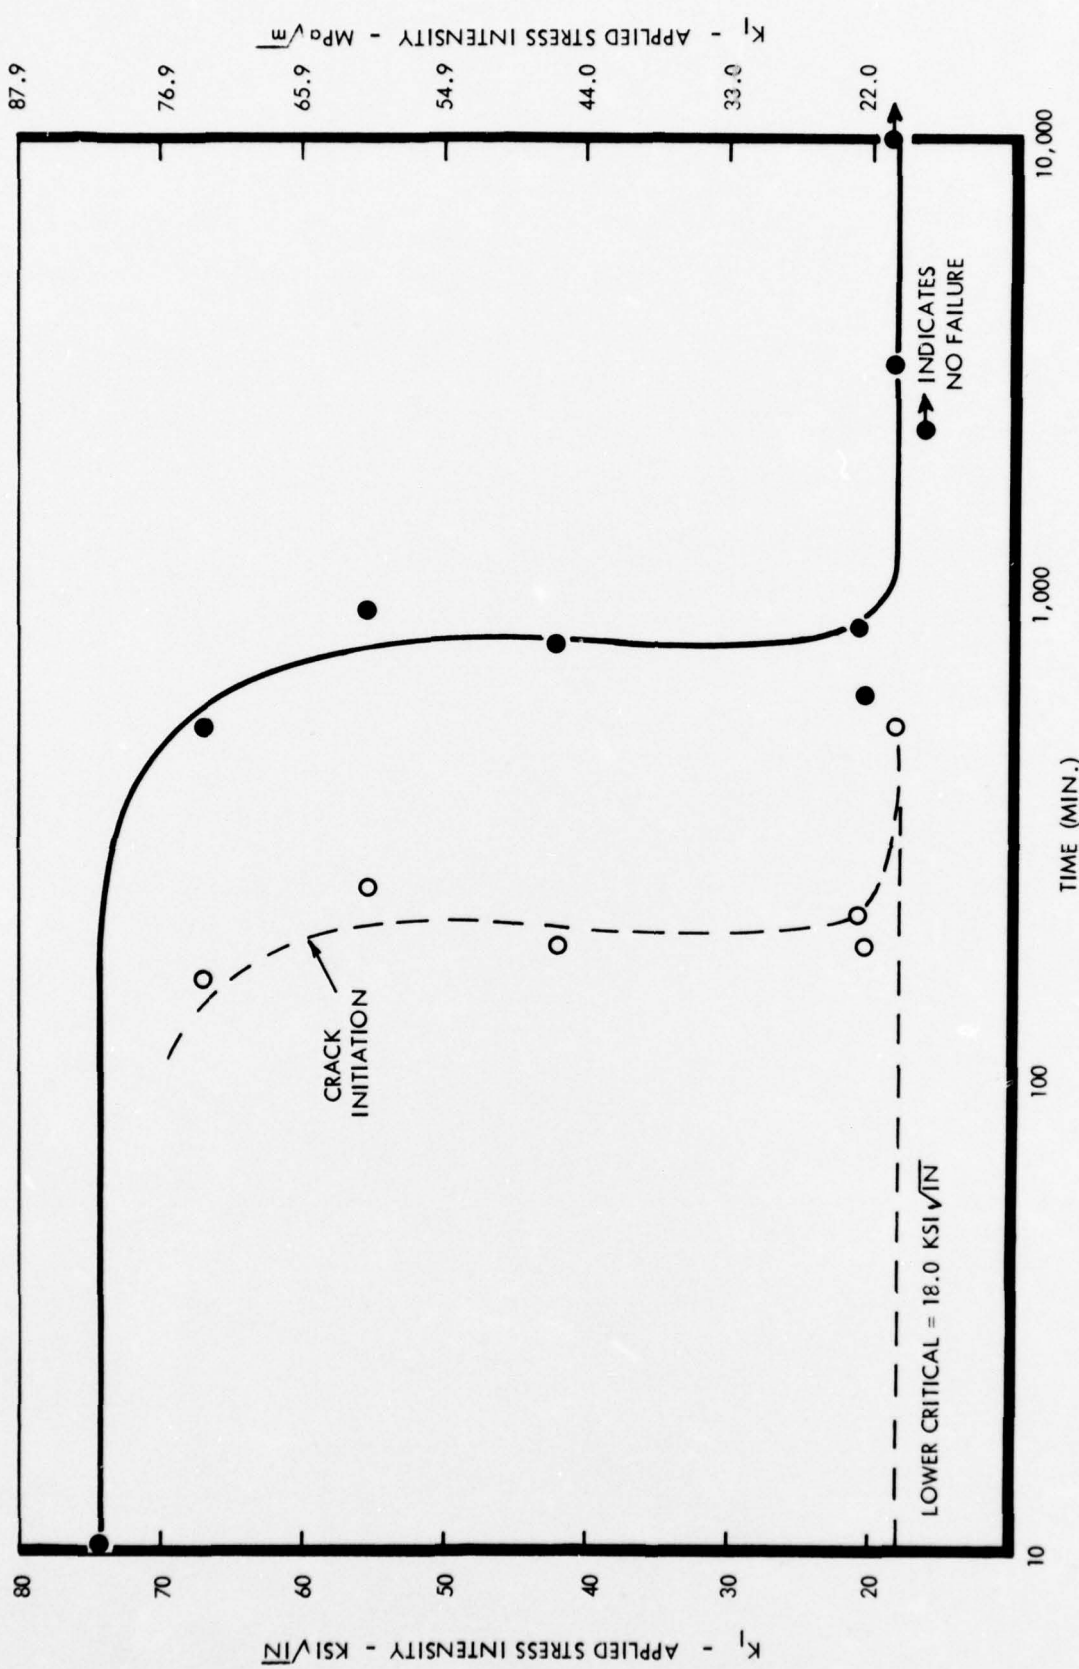 K_I - APPLIED STRESS INTENSITY - KSI√IN
80
70
60
50
40
30
20
K_I - APPLIED STRESS INTENSITY - MPa√m
87.9
76.9
65.9
54.9
44.0
33.0
22.0
CRACK
INITIATION
INDICATES
NO FAILURE
LOWER CRITICAL = 18.0 KSI√IN
10
100
1,000
10,000
TIME (MIN.)